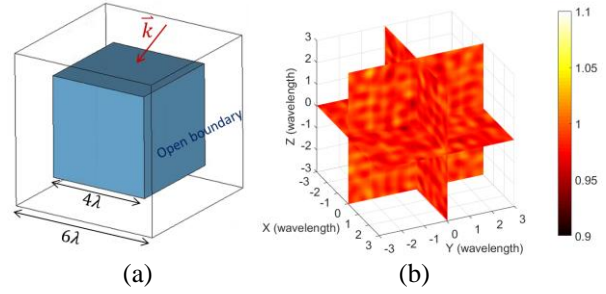 k
Open boundary
4λ
6λ
(a)
3
2
1
0
-1
-2
-3
Z (wavelength)
-3
-2
-1
0
1
2
3
X (wavelength)
-3
-2
-1
0
1
2
3
Y (wavelength)
1.1
1.05
1
0.95
0.9
(b)